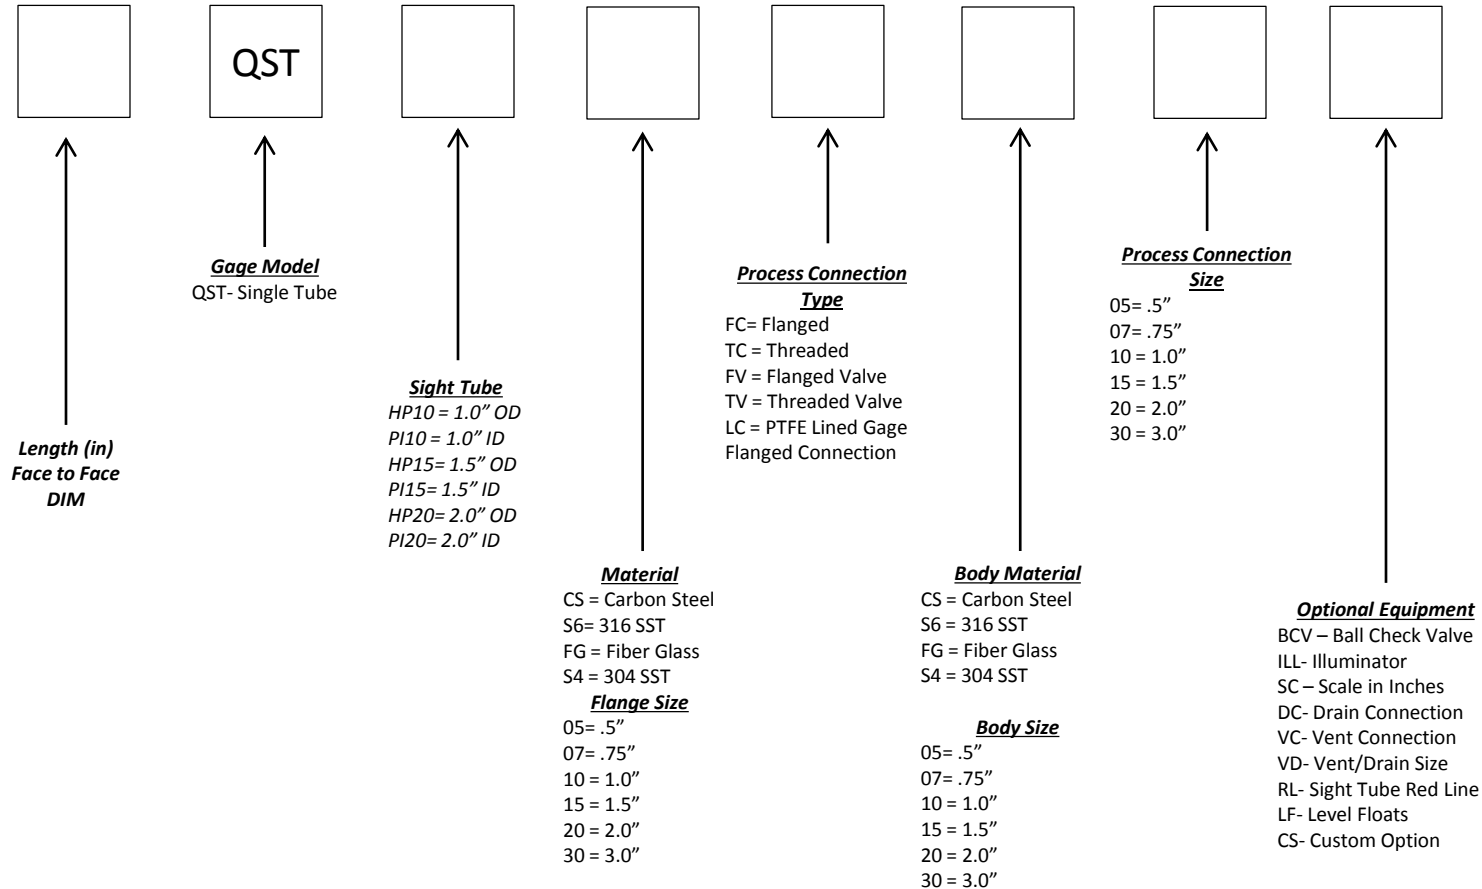 QST
Length (in)
Face to Face
DIM
Gage Model
QST- Single Tube
Sight Tube
HP10 = 1.0” OD
PI10 = 1.0” ID
HP15= 1.5” OD
PI15= 1.5” ID
HP20= 2.0” OD
PI20= 2.0” ID
Material
CS = Carbon Steel
S6= 316 SST
FG = Fiber Glass
S4 = 304 SST
Flange Size
05= .5”
07= .75”
10 = 1.0”
15 = 1.5”
20 = 2.0”
30 = 3.0”
Process Connection
Type
FC= Flanged
TC = Threaded
FV = Flanged Valve
TV = Threaded Valve
LC = PTFE Lined Gage
Flanged Connection
Body Material
CS = Carbon Steel
S6 = 316 SST
FG = Fiber Glass
S4 = 304 SST
Body Size
05= .5”
07= .75”
10 = 1.0”
15 = 1.5”
20 = 2.0”
30 = 3.0”
Process Connection
Size
05= .5”
07= .75”
10 = 1.0”
15 = 1.5”
20 = 2.0”
30 = 3.0”
Optional Equipment
BCV – Ball Check Valve
ILL- Illuminator
SC – Scale in Inches
DC- Drain Connection
VC- Vent Connection
VD- Vent/Drain Size
RL- Sight Tube Red Line
LF- Level Floats
CS- Custom Option